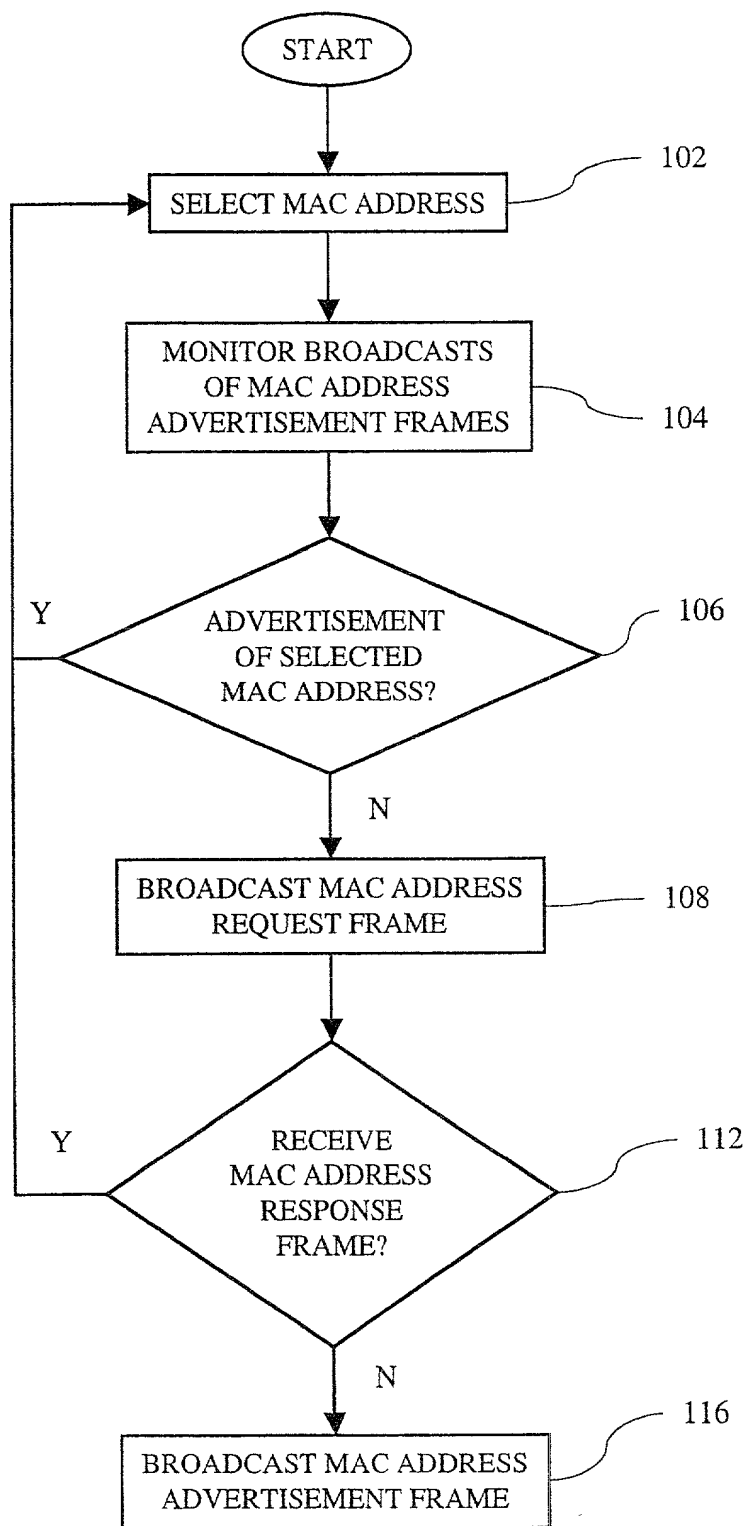 START
102
SELECT MAC ADDRESS
MONITOR BROADCASTS
OF MAC ADDRESS
ADVERTISEMENT FRAMES
104
Y
ADVERTISEMENT
OF SELECTED
MAC ADDRESS?
106
N
BROADCAST MAC ADDRESS
REQUEST FRAME
108
Y
RECEIVE
MAC ADDRESS
RESPONSE
FRAME?
112
N
116
BROADCAST MAC ADDRESS
ADVERTISEMENT FRAME